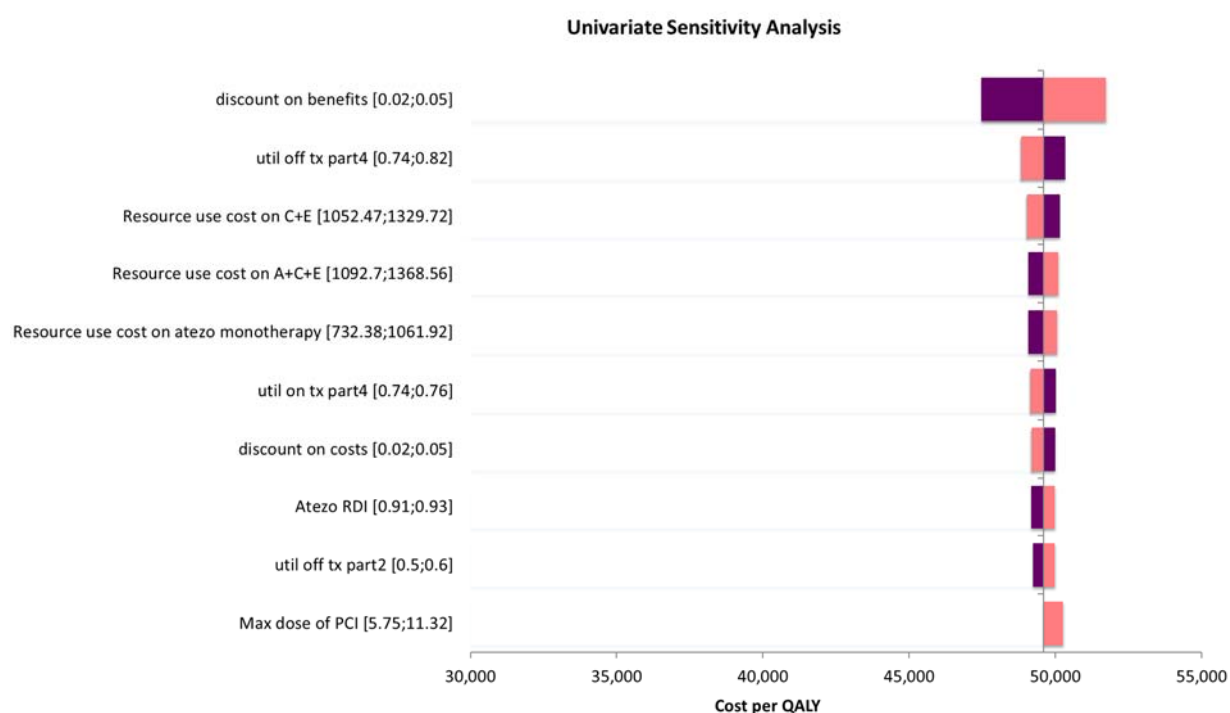 Univariate Sensitivity Analysis
discount on benefits [0.02;0.05]
util off tx part4 [0.74;0.82]
Resource use cost on C+E [1052.47;1329.72]
Resource use cost on A+C+E [1092.7;1368.56]
Resource use cost on atezo monotherapy [732.38;1061.92]
util on tx part4 [0.74;0.76]
discount on costs [0.02;0.05]
Atezo RDI [0.91;0.93]
util off tx part2 [0.5;0.6]
Max dose of PCI [5.75;11.32]
30,000 35,000 40,000 45,000 50,000 55,000
Cost per QALY